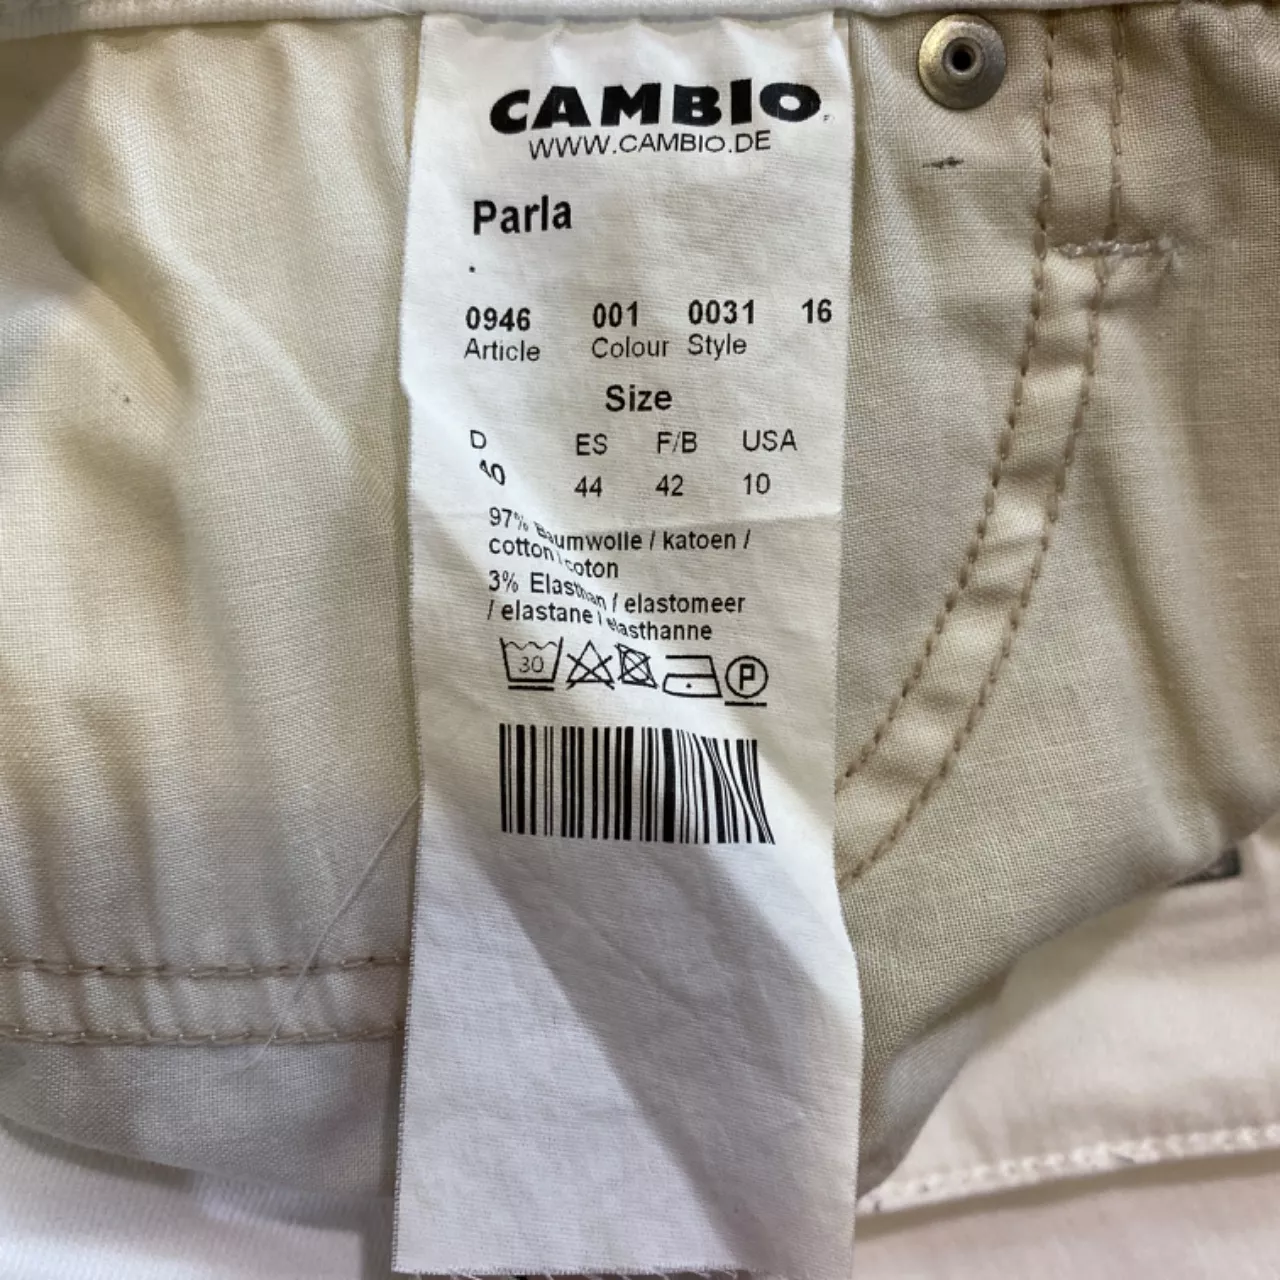 CAMBIO
WWW.CAMBIO.DE
Parla
.
0946 001 0031 16
Article Colour Style
Size
D ES F/B USA
40 44 42 10
97% Baumwolle / katoen /
cotton / coton
3% Elasthan / elastomeer
/ elastane / elasthanne
30 P